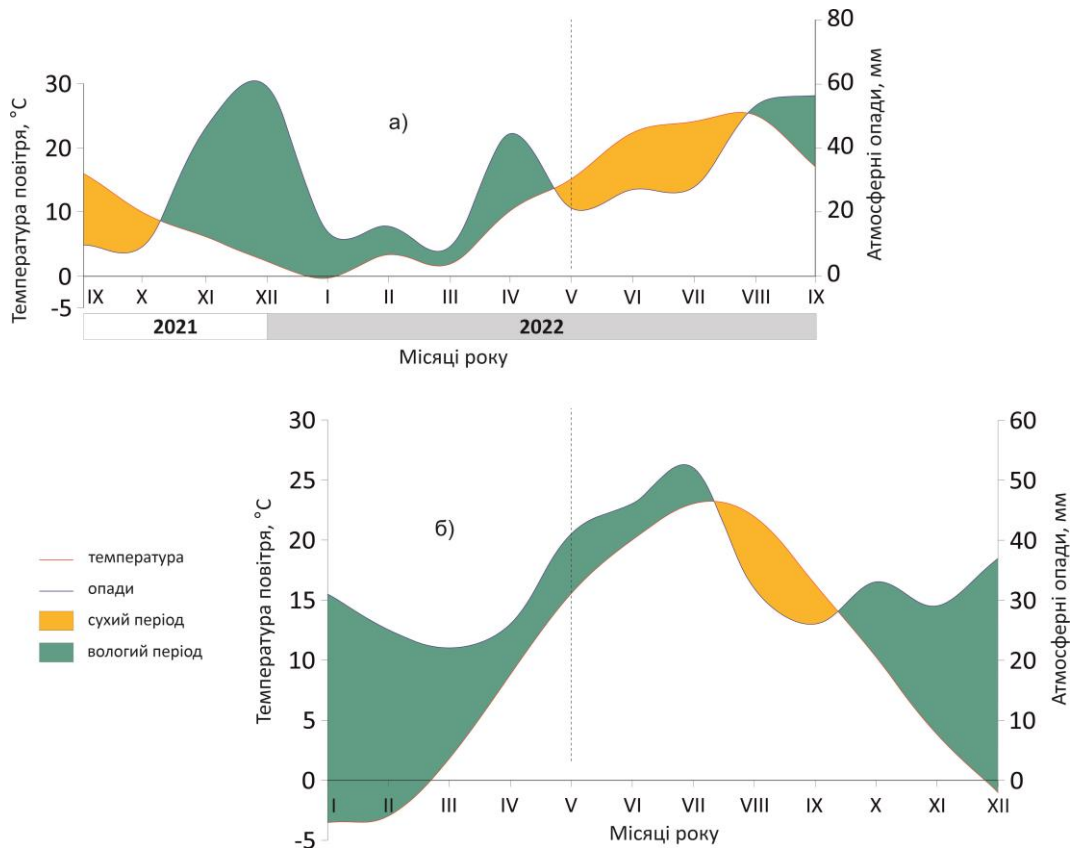 80
60
40
20
0
Атмосферні опади, мм
30
20
10
0
-5
Температура повітря, °C
а)
IX X XI XII I II III IV V VI VII VIII IX
2021 2022
Місяці року
30
25
20
15
10
5
0
-5
Температура повітря, °C
б)
60
50
40
30
20
10
0
Атмосферні опади, мм
I II III IV V VI VII VIII IX X XI XII
Місяці року
температура
опади
сухий період
вологий період